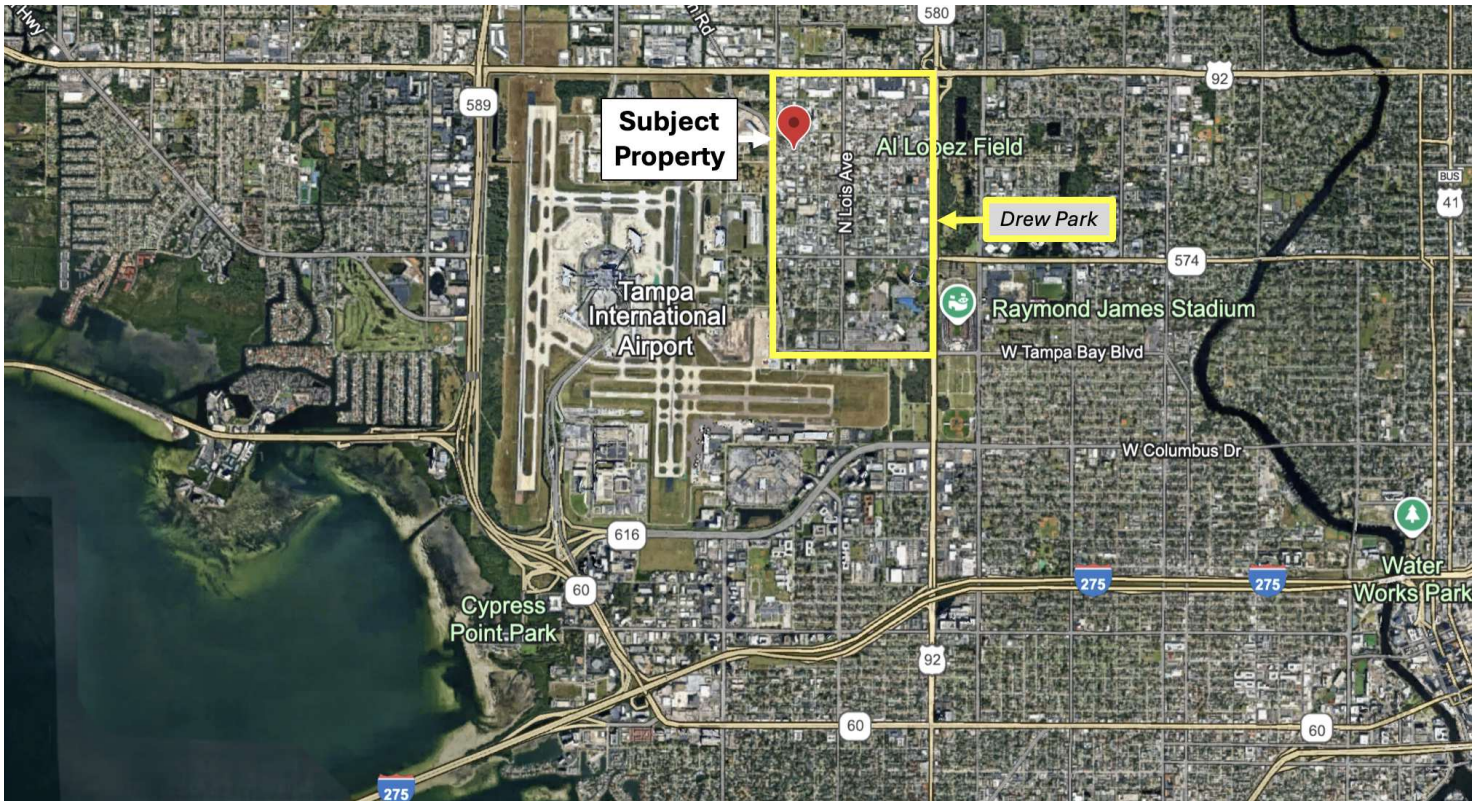 Hwy
Rd
580
92
589
Subject
Property
Al Lopez Field
N Lois Ave
BUS
41
Drew Park
574
Tampa
International
Airport
Raymond James Stadium
W Tampa Bay Blvd
W Columbus Dr
616
60
275
275
Water
Works Park
Cypress
Point Park
92
60
60
275